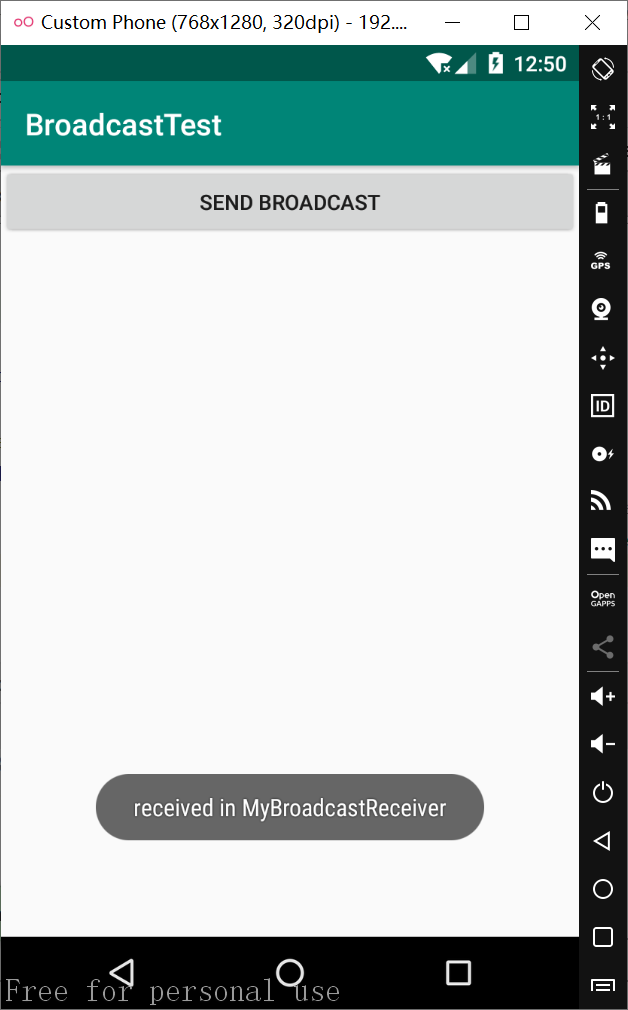 Custom Phone (768x1280, 320dpi) - 192....
12:50
BroadcastTest
1:1
SEND BROADCAST
GPS
ID
Open
GAPPS
received in MyBroadcastReceiver
Free for personal use